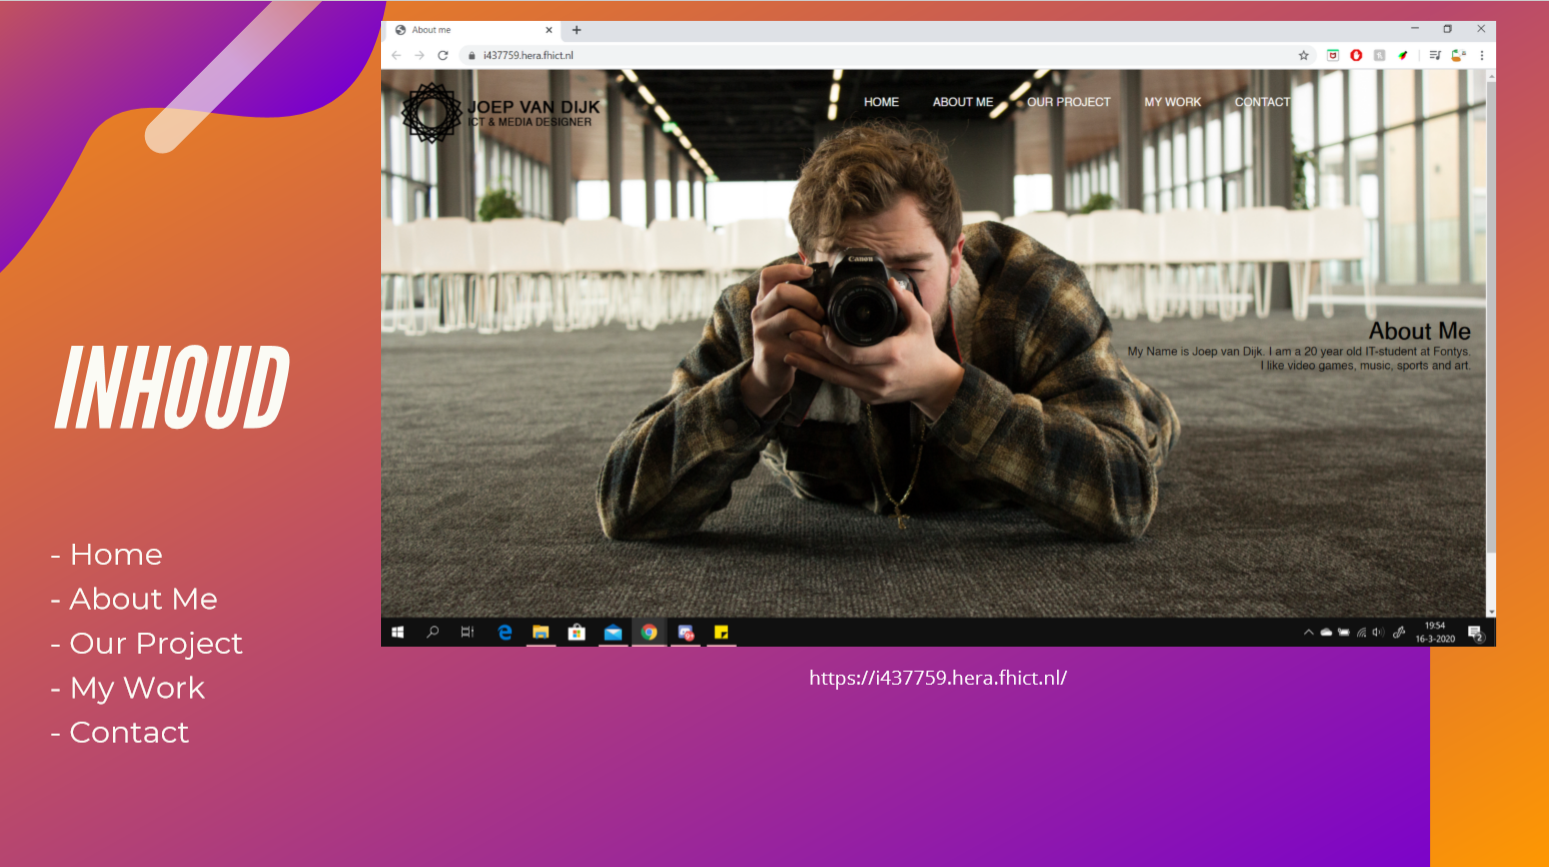 About me
i437759.hera.fhict.nl
JOEP VAN DIJK
ICT & MEDIA DESIGNER
HOME ABOUT ME OUR PROJECT MY WORK CONTACT
Canon
About Me
My Name is Joep van Dijk. I am a 20 year old IT-student at Fontys.
I like video games, music, sports and art.
19:54
16-3-2020
2
https://i437759.hera.fhict.nl/
INHOUD
- Home
- About Me
- Our Project
- My Work
- Contact